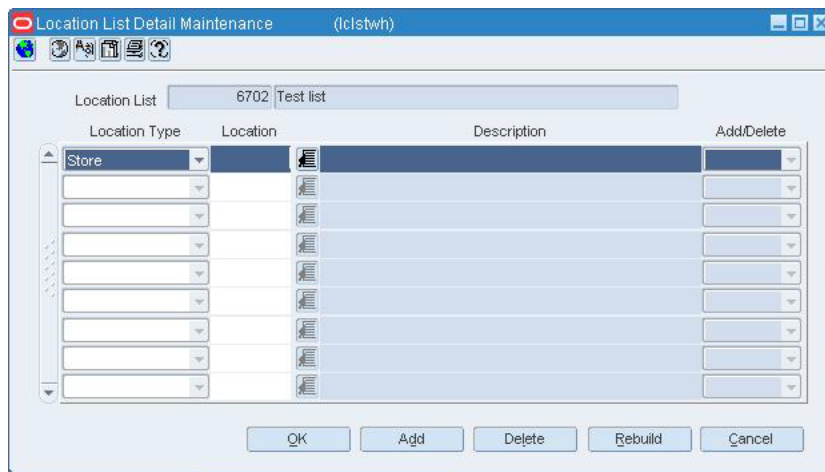 Location List Detail Maintenance (lclstwh)
Location List 6702 Test list
Location Type Location Description Add/Delete
Store
OK Add Delete Rebuild Cancel